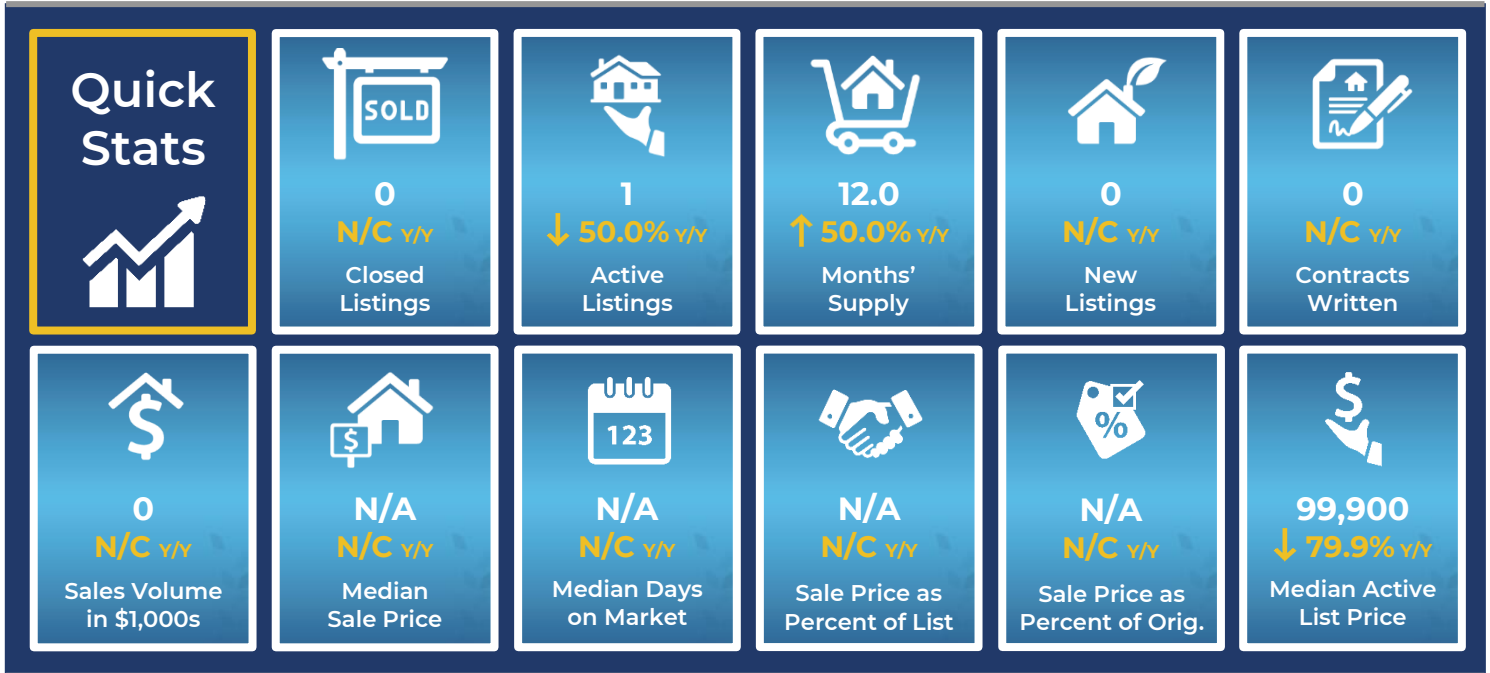 Quick
Stats
SOLD
0
N/C Y/Y
Closed
Listings
1
↓ 50.0% Y/Y
Active
Listings
12.0
↑ 50.0% Y/Y
Months’
Supply
0
N/C Y/Y
New
Listings
0
N/C Y/Y
Contracts
Written
$
0
N/C Y/Y
Sales Volume
in $1,000s
$
N/A
N/C Y/Y
Median
Sale Price
123
N/A
N/C Y/Y
Median Days
on Market
N/A
N/C Y/Y
Sale Price as
Percent of List
%
N/A
N/C Y/Y
Sale Price as
Percent of Orig.
$
99,900
↓ 79.9% Y/Y
Median Active
List Price